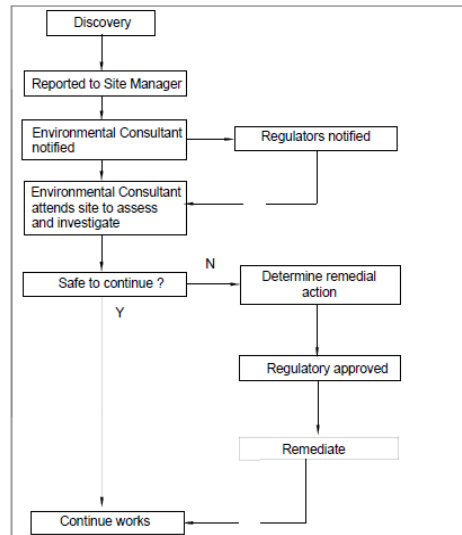 Discovery
Reported to Site Manager
Environmental Consultant
notified
Regulators notified
Environmental Consultant
attends site to assess
and investigate
Safe to continue ?
N
Determine remedial
action
Y
Regulatory approved
Remediate
Continue works